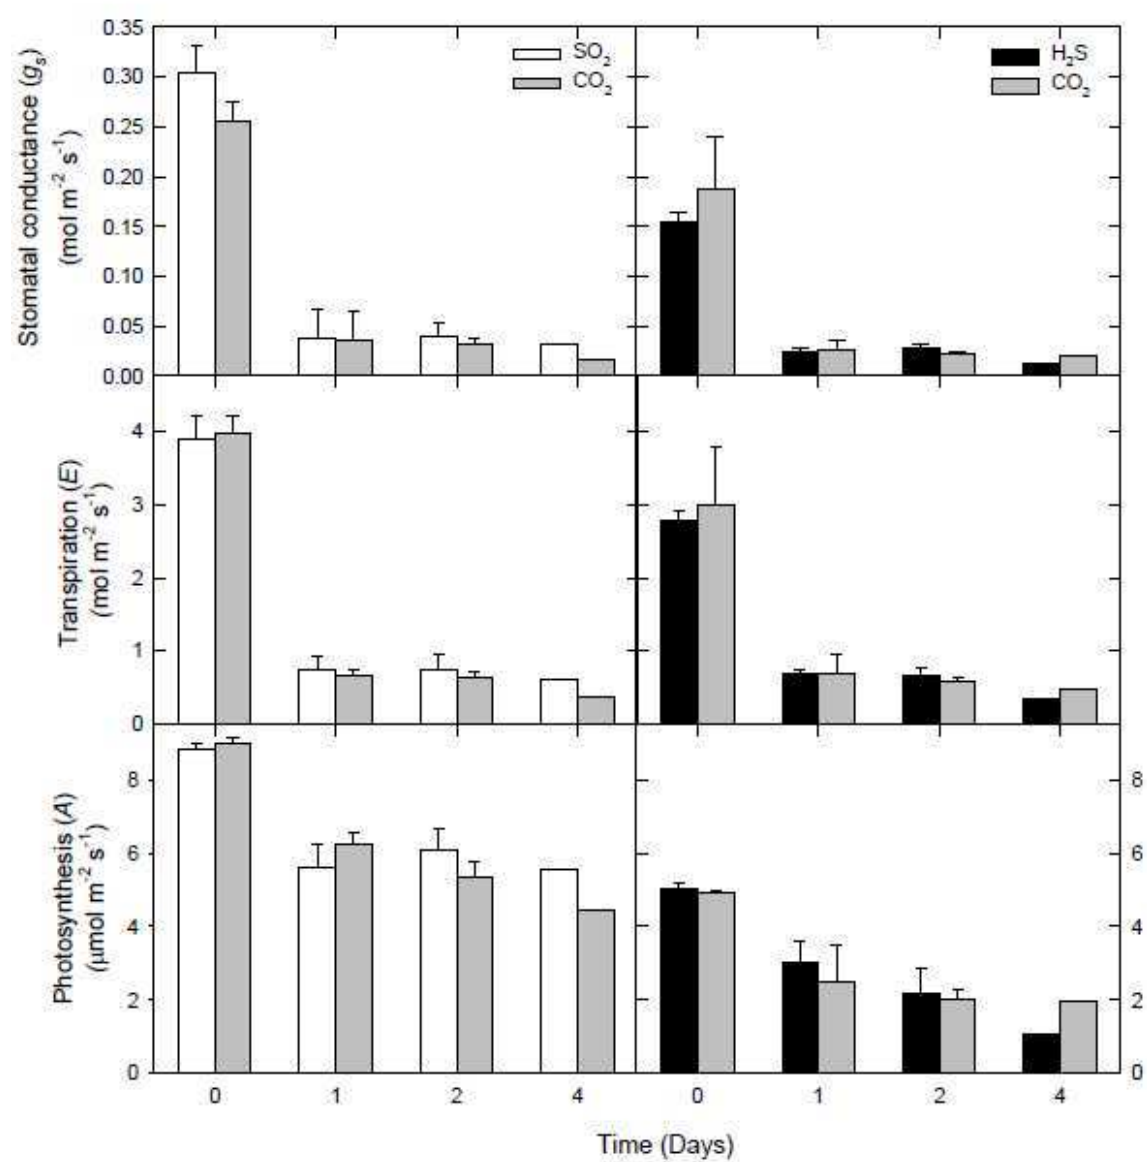 Stomatal conductance (gₛ)
(mol m⁻² s⁻¹)
0.35
0.30
0.25
0.20
0.15
0.10
0.05
0.00
SO₂
CO₂
H₂S
CO₂
Transpiration (E)
(mol m⁻² s⁻¹)
4
3
2
1
0
Photosynthesis (A)
(μmol m⁻² s⁻¹)
8
6
4
2
0
8
6
4
2
0
0 1 2 4 0 1 2 4
Time (Days)